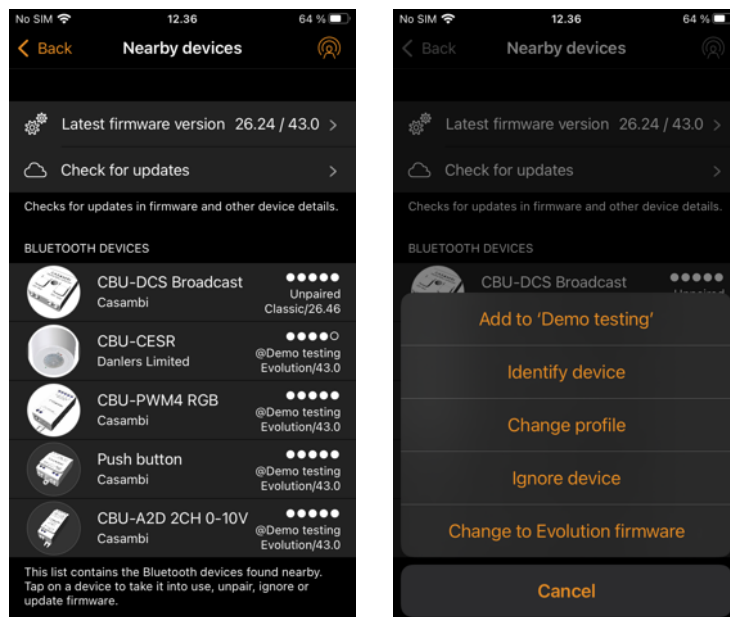 No SIM 12.36 64 %
Back Nearby devices
Latest firmware version 26.24 / 43.0 >
Check for updates >
Checks for updates in firmware and other device details.
BLUETOOTH DEVICES
CBU-DCS Broadcast
Casambi
Unpaired
Classic/26.46
CBU-CESR
Danlers Limited
@Demo testing
Evolution/43.0
CBU-PWM4 RGB
Casambi
@Demo testing
Evolution/43.0
Push button
Casambi
@Demo testing
Evolution/43.0
CBU-A2D 2CH 0-10V
Casambi
@Demo testing
Evolution/43.0
This list contains the Bluetooth devices found nearby.
Tap on a device to take it into use, unpair, ignore or
update firmware.
No SIM 12.36 64 %
Back Nearby devices
Latest firmware version 26.24 / 43.0 >
Check for updates >
Checks for updates in firmware and other device details.
BLUETOOTH DEVICES
CBU-DCS Broadcast
Add to ‘Demo testing’
Identify device
Change profile
Ignore device
Change to Evolution firmware
Cancel